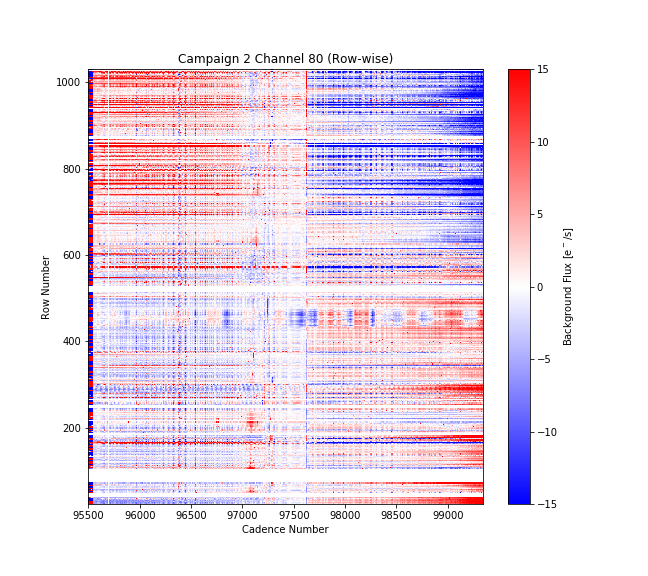 Campaign 2 Channel 80 (Row-wise)
Row Number
1000
800
600
400
200
95500 96000 96500 97000 97500 98000 98500 99000
Cadence Number
15
10
5
0
−5
−10
−15
Background Flux [e⁻/s]